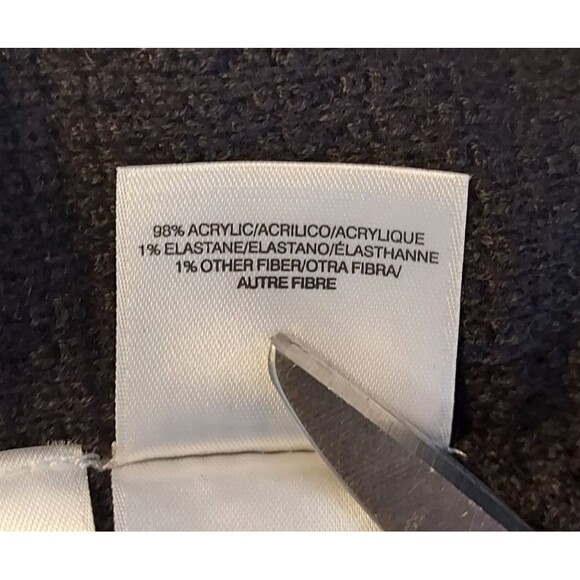 98% ACRYLIC/ACRILICO/ACRYLIQUE
1% ELASTANE/ELASTANO/ÉLASTHANNE
1% OTHER FIBER/OTRA FIBRA/
AUTRE FIBRE